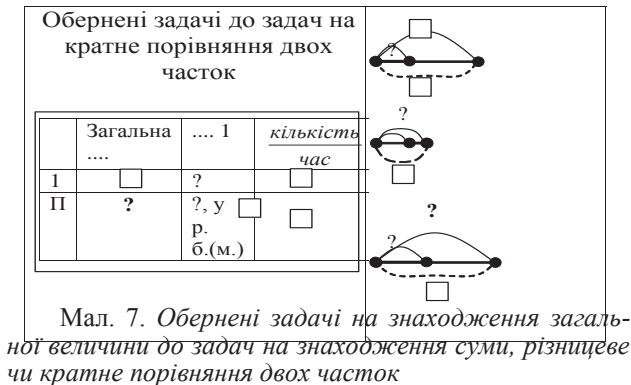 Обернені задачі до задач на
кратне порівняння двох
часток
Загальна
....
.... 1
кількість
час
1
?
П
?
?, у
р.
б.(м.)
?
?
?
?
Мал. 7. Обернені задачі на знаходження загаль-
ної величини до задач на знаходження суми, різницеве
чи кратне порівняння двох часток